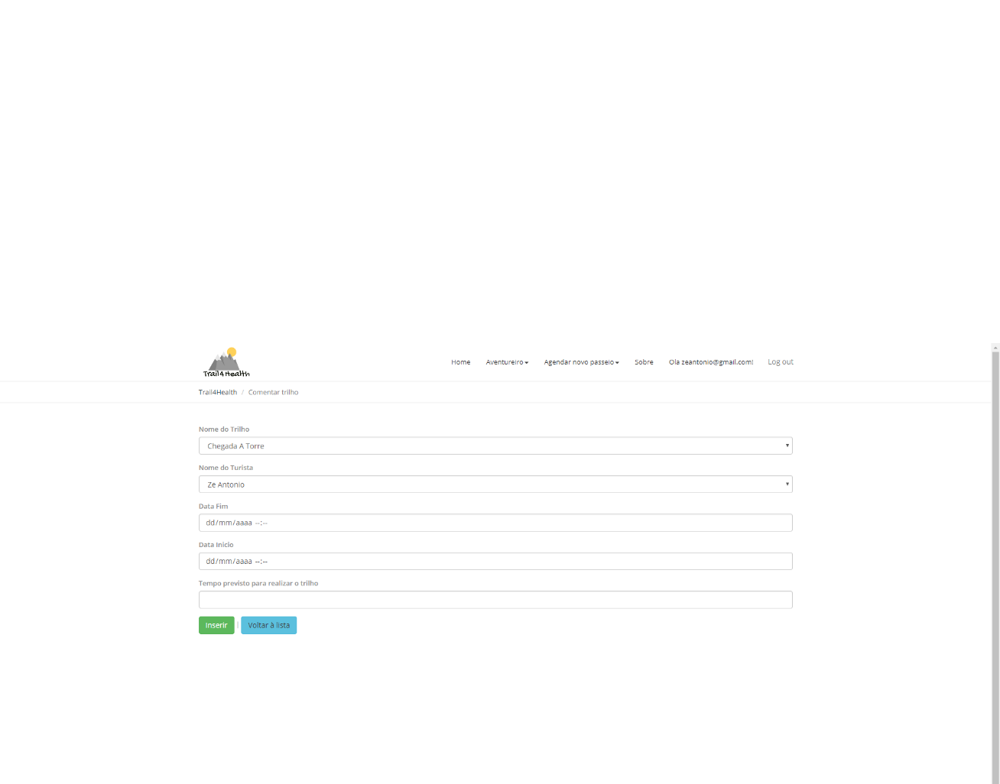 Trail4Health
Home Aventureiro Agendar novo passeio Sobre Ola zeantonio@gmail.com! Log out
Trail4Health / Comentar trilho
Nome do Trilho
Chegada A Torre
Nome do Turista
Ze Antonio
Data Fim
dd/mm/aaaa --:--
Data Inicio
dd/mm/aaaa --:--
Tempo previsto para realizar o trilho
Inserir | Voltar à lista